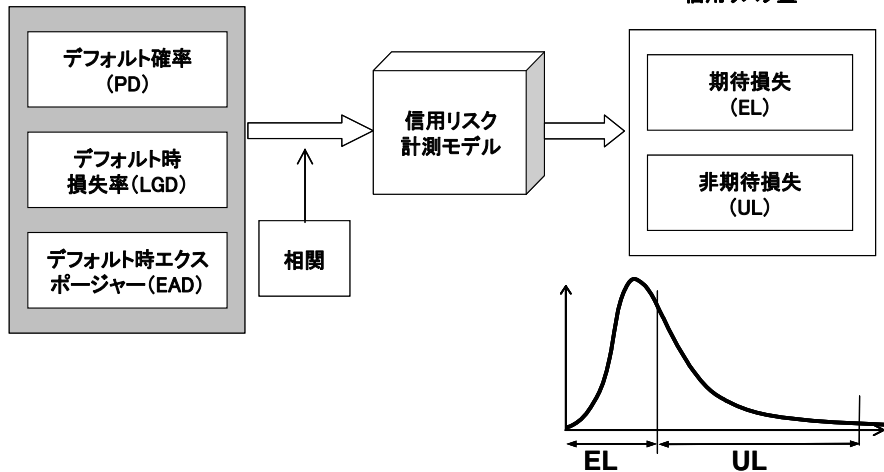 デフォルト確率
(PD)
デフォルト時
損失率(LGD)
デフォルト時エクス
ポージャー(EAD)
相関
信用リスク
計測モデル
期待損失
(EL)
非期待損失
(UL)
EL
UL